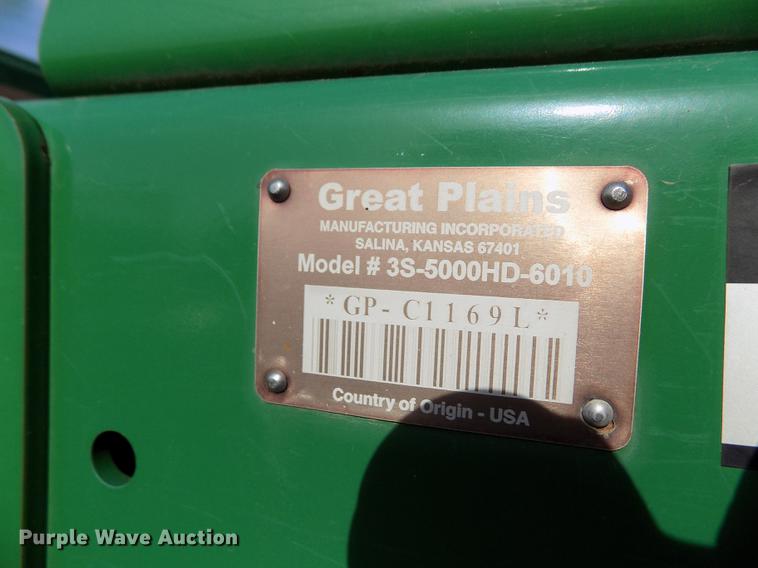 Great Plains
MANUFACTURING INCORPORATED
SALINA, KANSAS 67401
Model # 3S-5000HD-6010
*GP- C1169L*
Country of Origin - USA
Purple Wave Auction